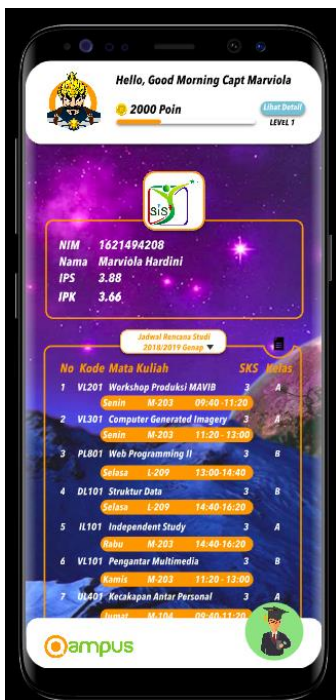 Hello, Good Morning Capt Marviola
2000 Poin
Lihat Detail
LEVEL 1
sis
NIM 1621494208
Nama Marviola Hardini
IPS 3.88
IPK 3.66
Jadwal Rencana Studi
2018/2019 Genap
No Kode Mata Kuliah SKS Kelas
1 VL201 Workshop Produksi MAVIB 3 A
Senin M-203 09:40 -11:20
2 VL301 Computer Generated Imagery 3 A
Senin M-203 11:20 - 13:00
3 PL801 Web Programming II 3 B
Selasa L-209 13:00-14:40
4 DL101 Struktur Data 3 B
Selasa L-209 14:40-16:20
5 IL101 Independent Study 3 A
Rabu M-203 14:40-16:20
6 VL101 Pengantar Multimedia 3 B
Kamis M-203 11:20 - 13:00
7 UL401 Kecakapan Antar Personal 3 A
Jumat M-104 09:40-11:20
ampus